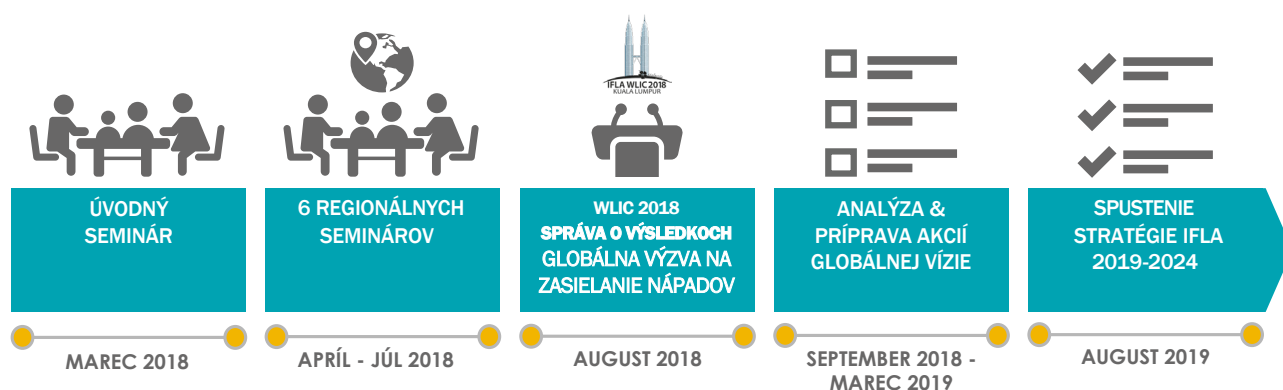 IFLA WLIC 2018
KUALA LUMPUR
ÚVODNÝ
SEMINÁR
6 REGIONÁLNYCH
SEMINÁROV
WLIC 2018
SPRÁVA O VÝSLEDKOCH
GLOBÁLNA VÝZVA NA
ZASIELANIE NÁPADOV
ANALÝZA &
PRÍPRAVA AKCIÍ
GLOBÁLNEJ VÍZIE
SPUSTENIE
STRATÉGIE IFLA
2019-2024
MAREC 2018
APRÍL - JÚL 2018
AUGUST 2018
SEPTEMBER 2018 -
MAREC 2019
AUGUST 2019